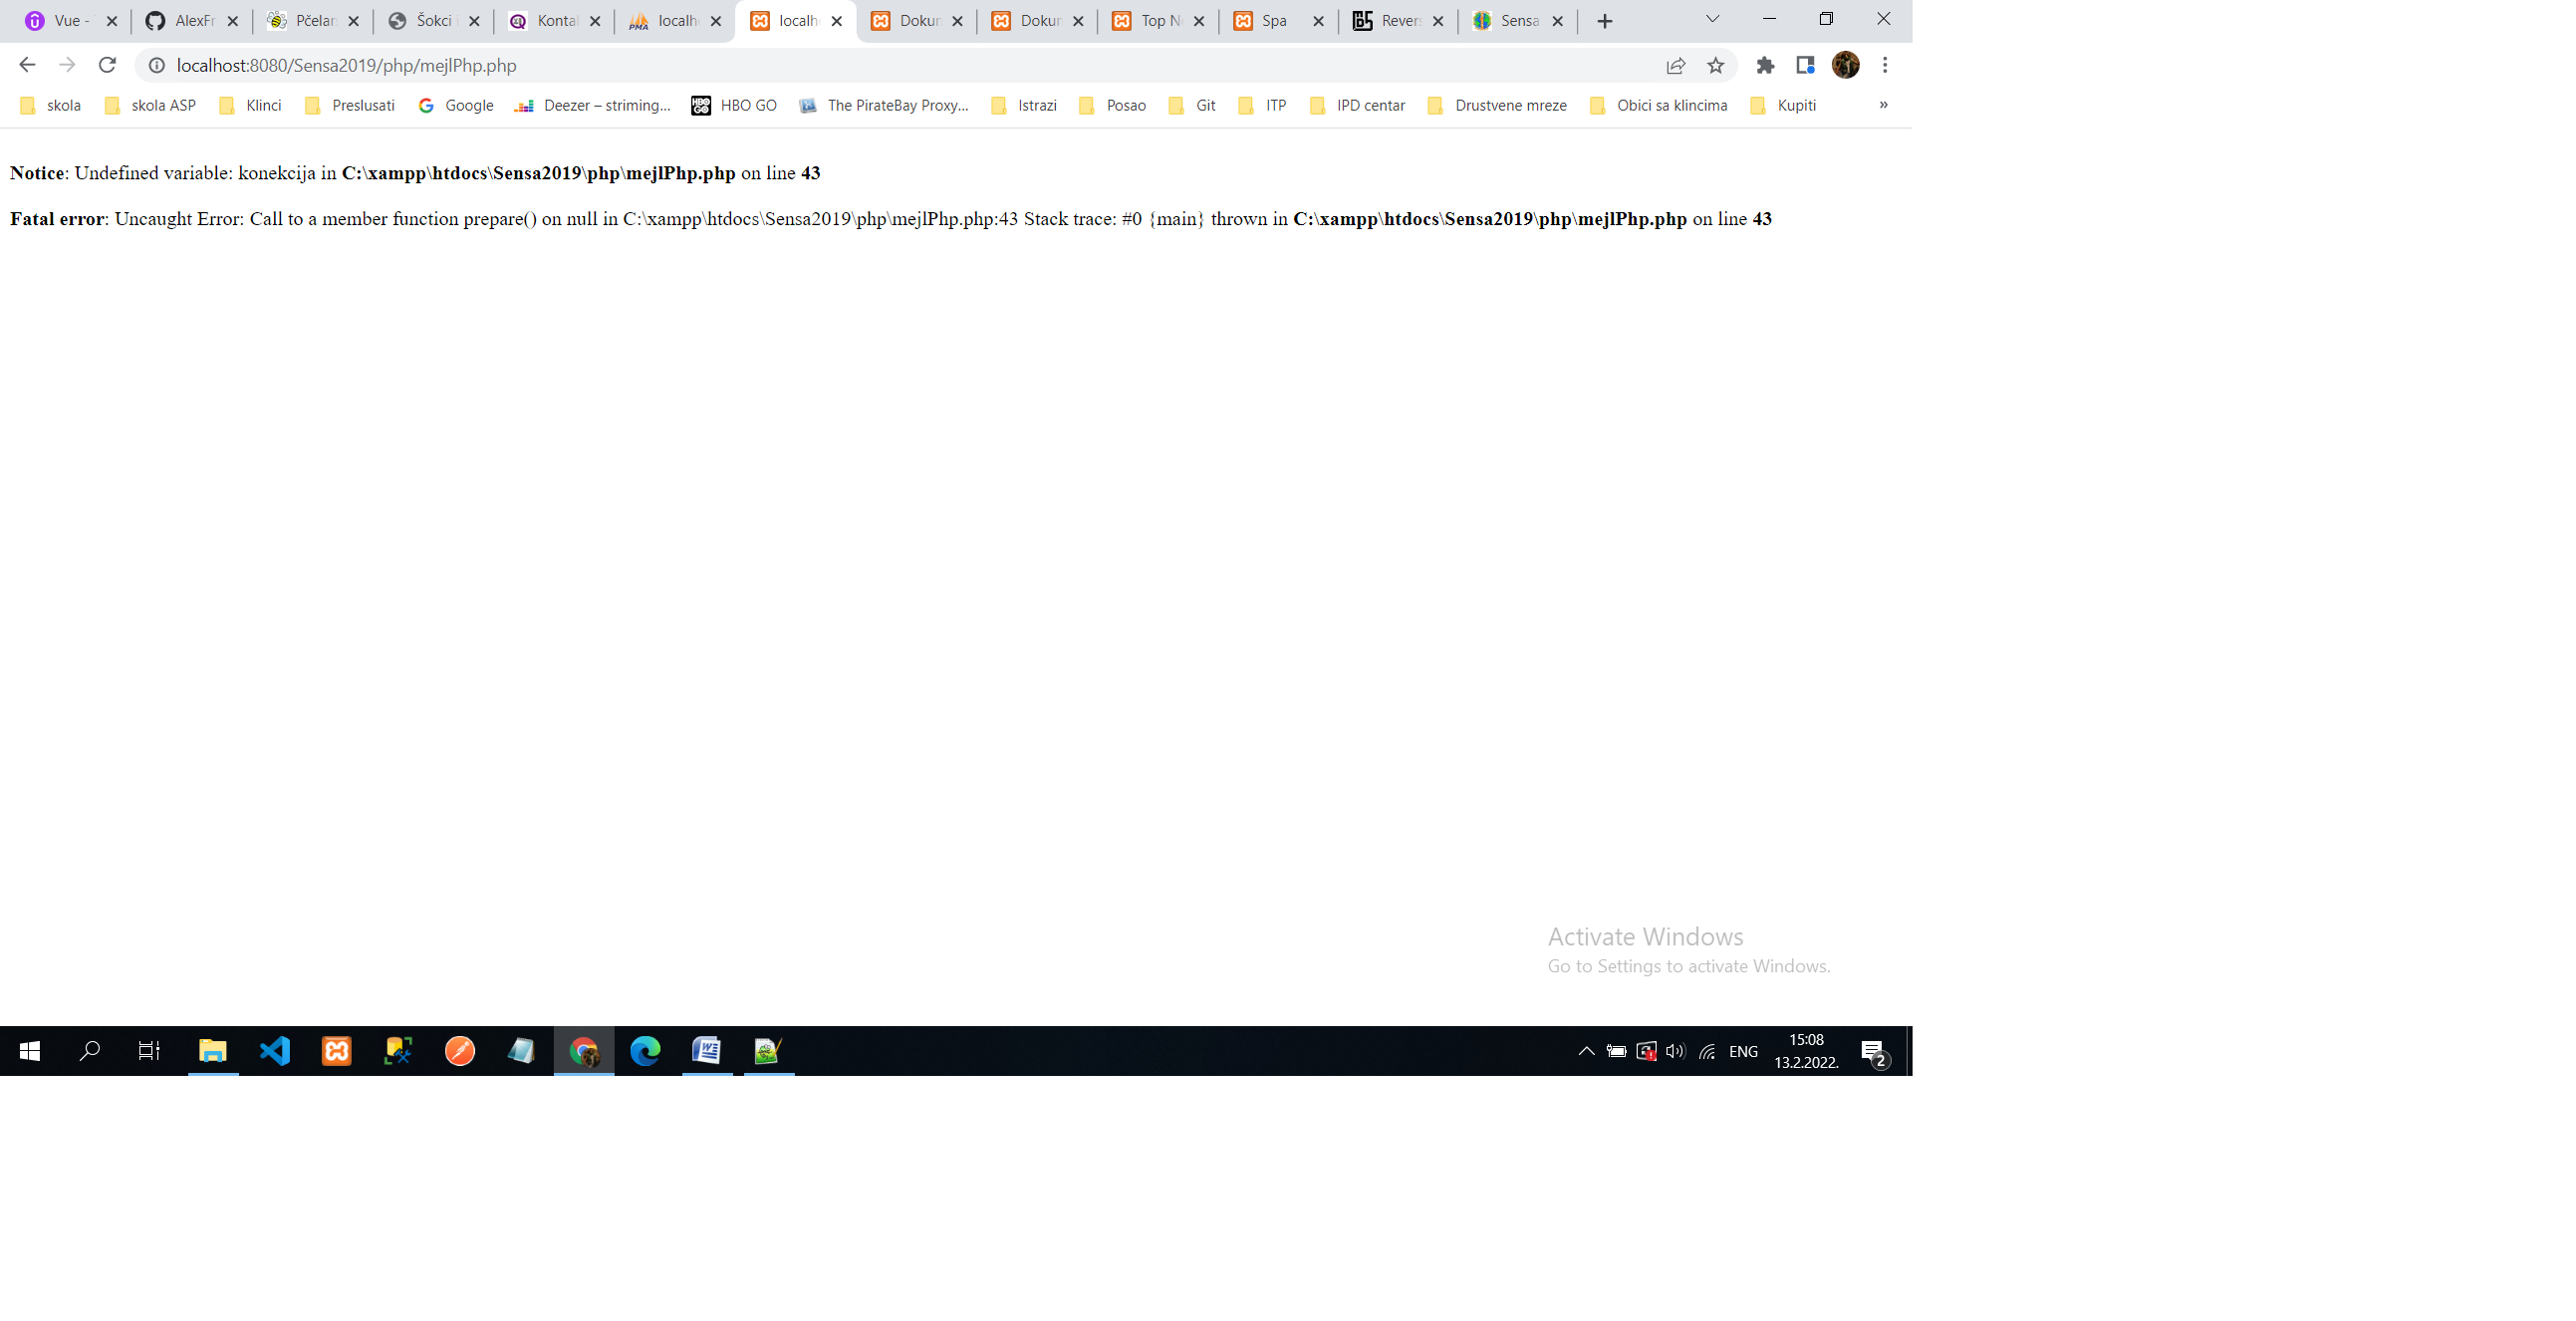 Vue - AlexFr Pčelar Šokci i Kontal localh localh Dokum Dokum Top N Spa Revers Sensa
localhost:8080/Sensa2019/php/mejlPhp.php
skola skola ASP Klinci Preslusati Google Deezer – striming... HBO GO The PirateBay Proxy... Istrazi Posao Git ITP IPD centar Drustvene mreze Obici sa klincima Kupiti »
Notice: Undefined variable: konekcija in C:\xampp\htdocs\Sensa2019\php\mejlPhp.php on line 43
Fatal error: Uncaught Error: Call to a member function prepare() on null in C:\xampp\htdocs\Sensa2019\php\mejlPhp.php:43 Stack trace: #0 {main} thrown in C:\xampp\htdocs\Sensa2019\php\mejlPhp.php on line 43
Activate Windows
Go to Settings to activate Windows.
ENG
15:08
13.2.2022.
2